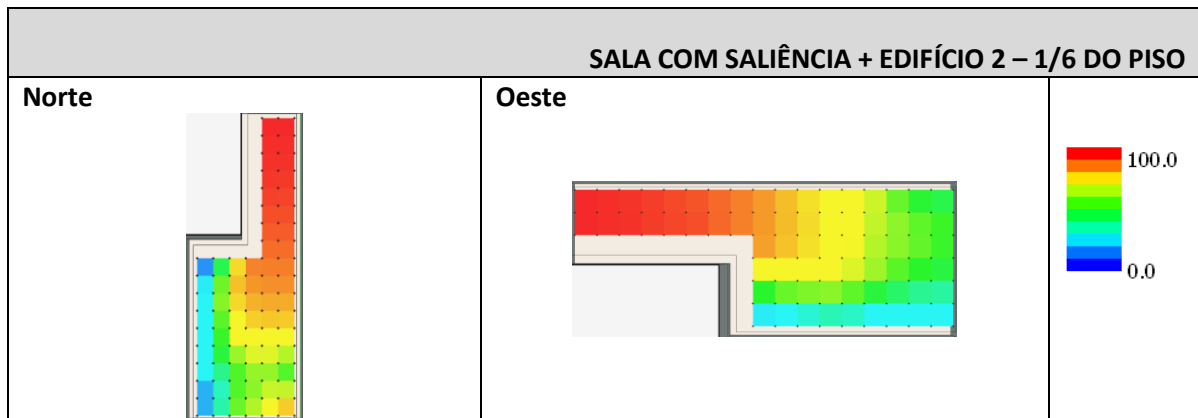 SALA COM SALIÊNCIA + EDIFÍCIO 2 – 1/6 DO PISO
Norte
Oeste
100.0
0.0